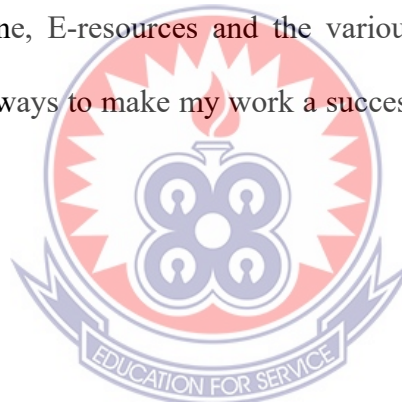 ne, E-resources and the variou
ways to make my work a succes
EDUCATION FOR SERVICE